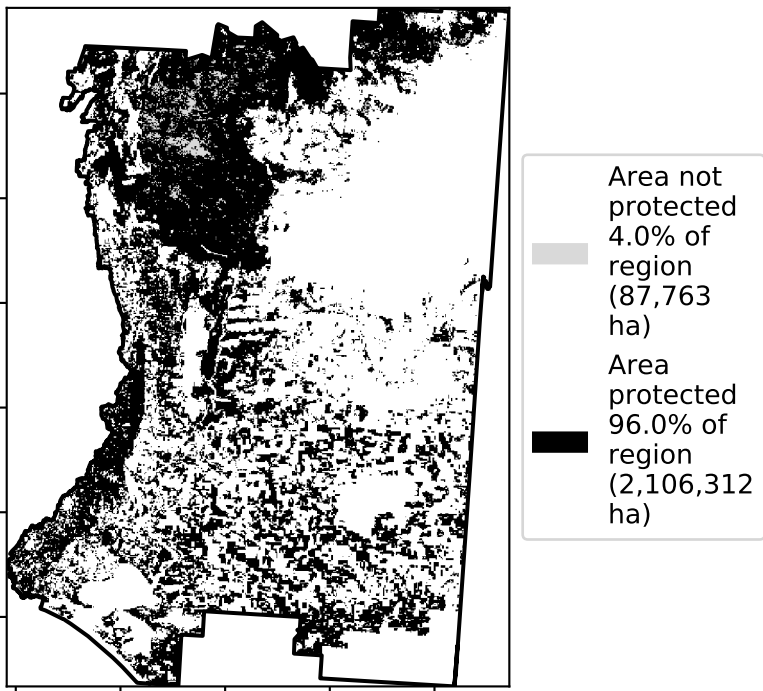 Area not
protected
4.0% of
region
(87,763
ha)
Area
protected
96.0% of
region
(2,106,312
ha)